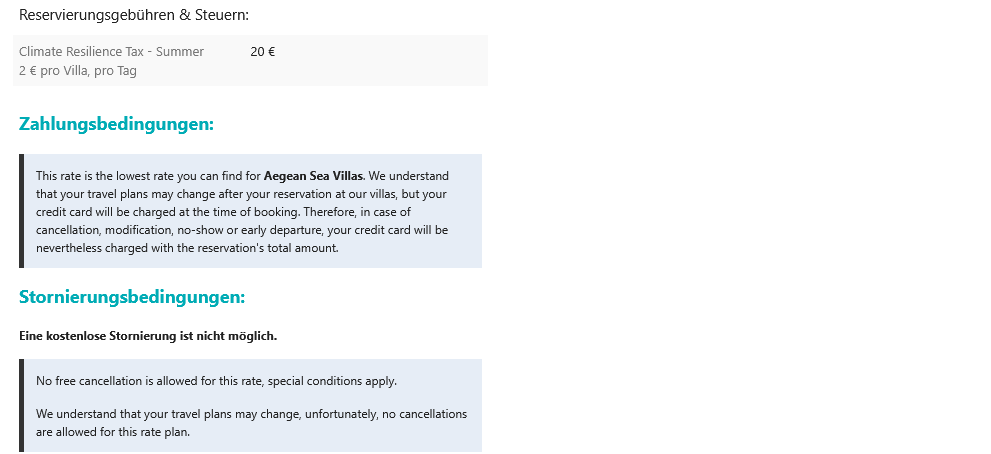 Reservierungsgebühren & Steuern:
Climate Resilience Tax - Summer 20 €
2 € pro Villa, pro Tag
Zahlungsbedingungen:
This rate is the lowest rate you can find for Aegean Sea Villas. We understand
that your travel plans may change after your reservation at our villas, but your
credit card will be charged at the time of booking. Therefore, in case of
cancellation, modification, no-show or early departure, your credit card will be
nevertheless charged with the reservation's total amount.
Stornierungsbedingungen:
Eine kostenlose Stornierung ist nicht möglich.
No free cancellation is allowed for this rate, special conditions apply.
We understand that your travel plans may change, unfortunately, no cancellations
are allowed for this rate plan.